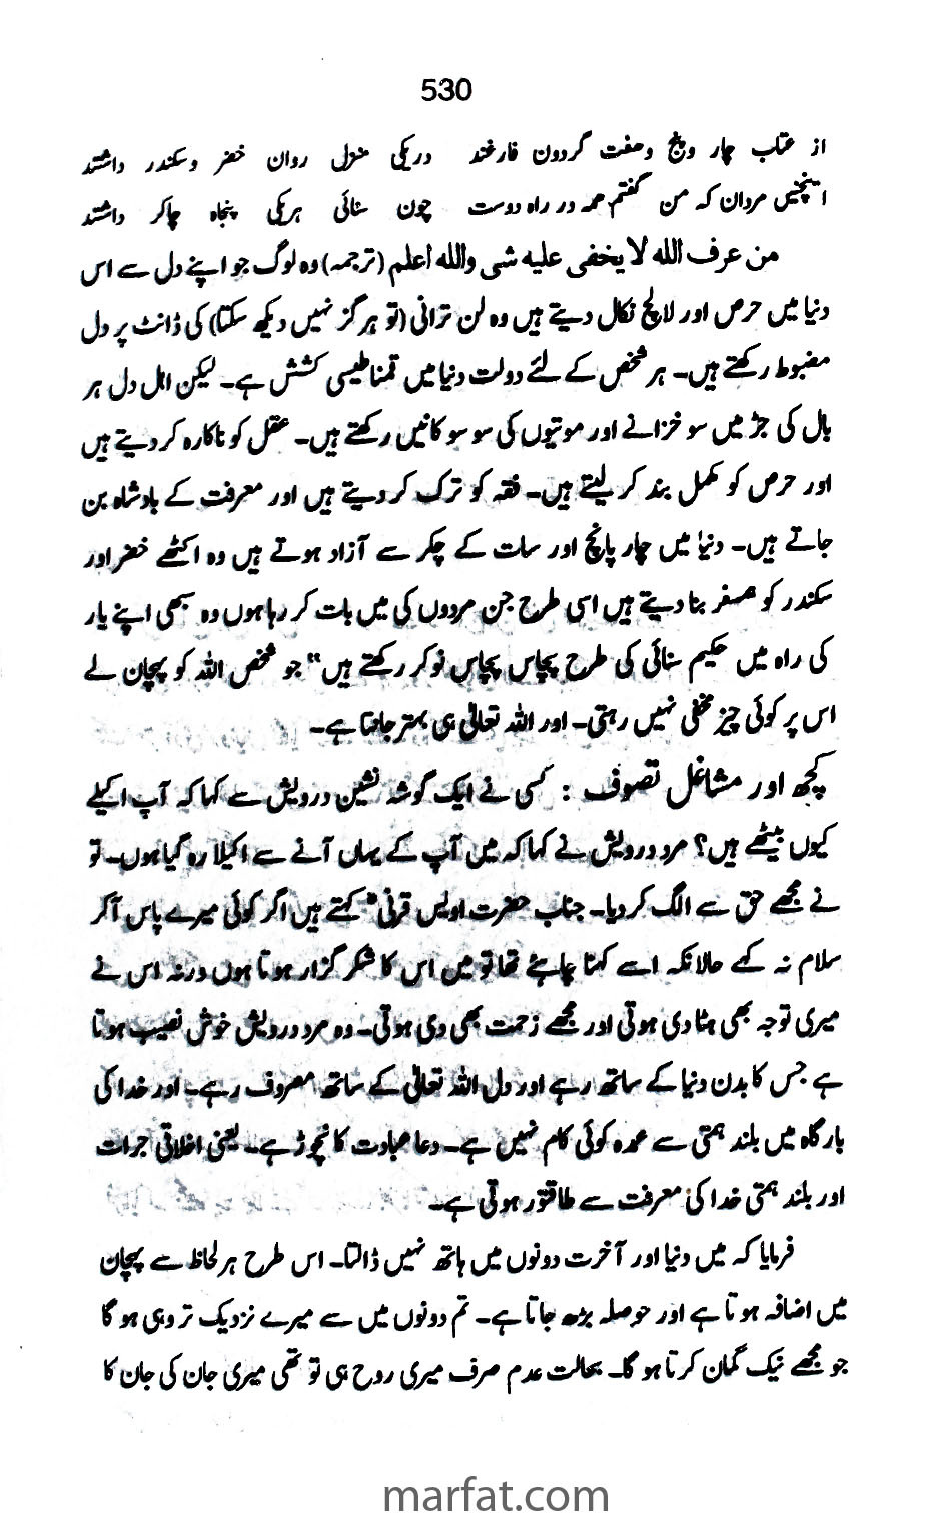 530
از عتاب چار و پنج و هفت گردون فارغند دریکی منزل روان خضر و سکندر داشتند
اینچنیں مردان کہ من گفتم ہمہ در راہ دوست چون سنائی ہریکی پنجاہ چاکر داشتند
من عرف الله لا يخفى عليه شی والله اعلم (ترجمہ) وہ لوگ جو اپنے دل سے اس
دنیا میں حرص اور لالچ نکال دیتے ہیں وہ لن ترانی (تو ہرگز نہیں دیکھ سکتا) کی ڈانٹ پر دل
مضبوط رکھتے ہیں۔ ہر شخص کے لئے دولت دنیا میں قمناطیسی کشش ہے۔ لیکن اہل دل ہر
بال کی جڑ میں سو خزانے اور موتیوں کی سو سو کانیں رکھتے ہیں۔ عقل کو ناکارہ کر دیتے ہیں
اور حرص کو مکمل بند کر لیتے ہیں۔ فقہ کو ترک کر دیتے ہیں اور معرفت کے بادشاہ بن
جاتے ہیں۔ دنیا میں چار پانچ اور سات کے چکر سے آزاد ہوتے ہیں وہ اکٹھے خضر اور
سکندر کو ہمسفر بنا دیتے ہیں اسی طرح جن مردوں کی میں بات کر رہا ہوں وہ سبھی اپنے یار
کی راہ میں حکیم سنائی کی طرح پچاس پچاس نوکر رکھتے ہیں" جو شخص اللہ کو پہچان لے
اس پر کوئی چیز مخفی نہیں رہتی۔ اور اللہ تعالیٰ ہی بہتر جانتا ہے۔
کچھ اور مشاغل تصوف : کسی نے ایک گوشہ نشین درویش سے کہا کہ آپ اکیلے
کیوں بیٹھے ہیں؟ مرد درویش نے کہا کہ میں آپ کے یہاں آنے سے اکیلا رہ گیا ہوں۔ تو
نے مجھے حق سے الگ کر دیا۔ جناب حضرت اویس قرنیؓ کہتے ہیں اگر کوئی میرے پاس آکر
سلام نہ کہے حالانکہ اسے کہنا چاہئے تھا تو میں اس کا شکر گزار ہوتا ہوں ورنہ اس نے
میری توجہ بھی ہٹا دی ہوتی اور مجھے زحمت بھی دی ہوتی۔ وہ مرد درویش خوش نصیب ہوتا
ہے جس کا بدن دنیا کے ساتھ رہے اور دل اللہ تعالیٰ کے ساتھ مصروف رہے۔ اور خدا کی
بارگاہ میں بلند ہمتی سے عمدہ کوئی کام نہیں ہے۔ دعا عبادت کا نچوڑ ہے۔ یعنی اخلاقی جرات
اور بلند ہمتی خدا کی معرفت سے طاقتور ہوتی ہے۔
فرمایا کہ میں دنیا اور آخرت دونوں میں ہاتھ نہیں ڈالتا۔ اس طرح ہر لحاظ سے پہچان
میں اضافہ ہوتا ہے اور حوصلہ بڑھ جاتا ہے۔ تم دونوں میں سے میرے نزدیک تر وہی ہو گا
جو مجھے نیک گمان کرتا ہو گا۔ بحالت عدم صرف میری روح ہی تو تھی میری جان کی جان کا
marfat.com